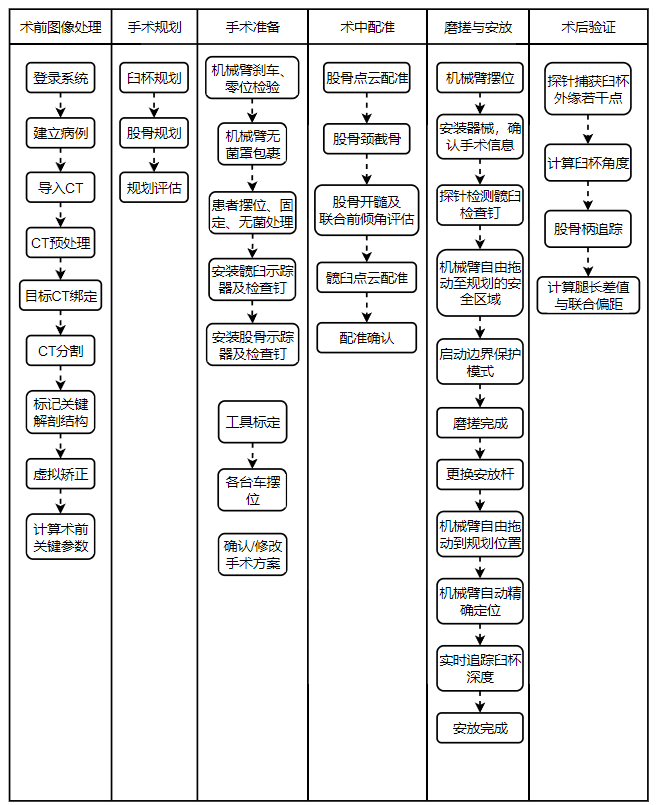 术前图像处理
登录系统
建立病例
导入CT
CT预处理
目标CT绑定
CT分割
标记关键
解剖结构
虚拟矫正
计算术前
关键参数
手术规划
臼杯规划
股骨规划
规划评估
手术准备
机械臂刹车、
零位检验
机械臂无
菌罩包裹
患者摆位、固
定、无菌处理
安装髋臼示踪
器及检查钉
安装股骨示踪
器及检查钉
工具标定
各台车摆
位
确认/修改
手术方案
术中配准
股骨点云配准
股骨颈截骨
股骨开髓及
联合前倾角评估
髋臼点云配准
配准确认
磨搓与安放
机械臂摆位
安装器械，确
认手术信息
探针检测髋臼
检查钉
机械臂自由拖
动至规划的安
全区域
启动边界保护
模式
磨搓完成
更换安放杆
机械臂自由拖
动到规划位置
机械臂自动精
确定位
实时追踪臼杯
深度
安放完成
术后验证
探针捕获臼杯
外缘若干点
计算臼杯角度
股骨柄追踪
计算腿长差值
与联合偏距